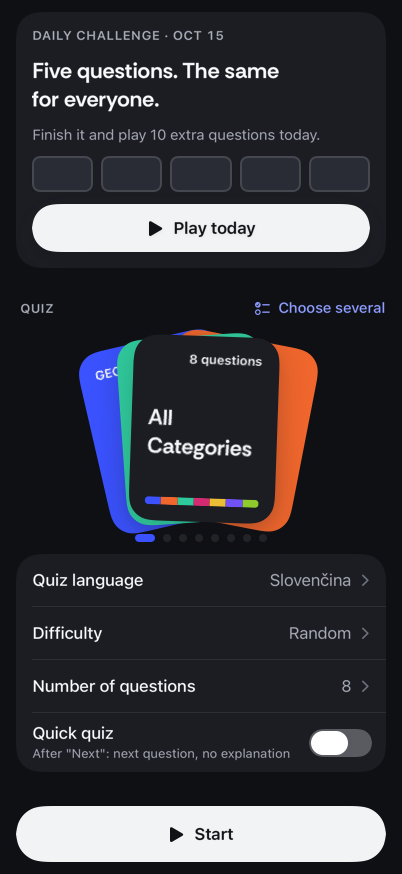 DAILY CHALLENGE · OCT 15
Five questions. The same
for everyone.
Finish it and play 10 extra questions today.
Play today
QUIZ
Choose several
8 questions
All
Categories
Quiz language
Slovenčina
Difficulty
Random
Number of questions
8
Quick quiz
After "Next": next question, no explanation
Start